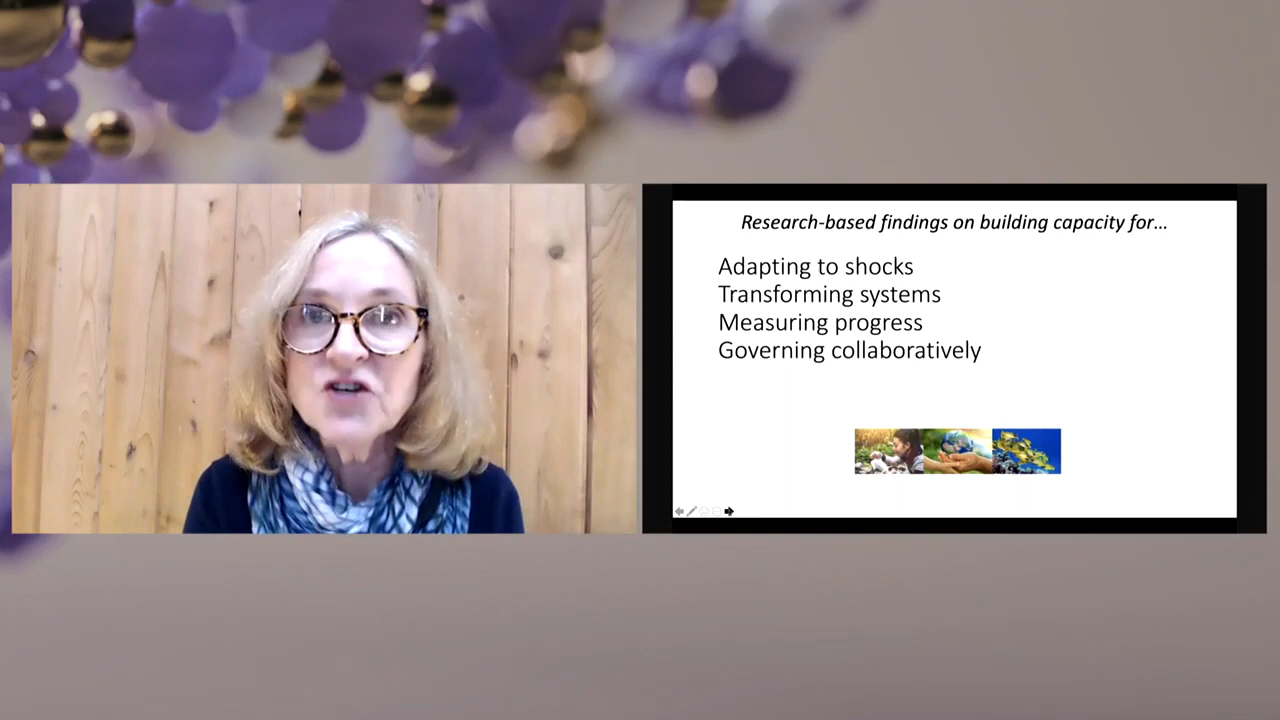 Research-based findings on building capacity for…
Adapting to shocks
Transforming systems
Measuring progress
Governing collaboratively